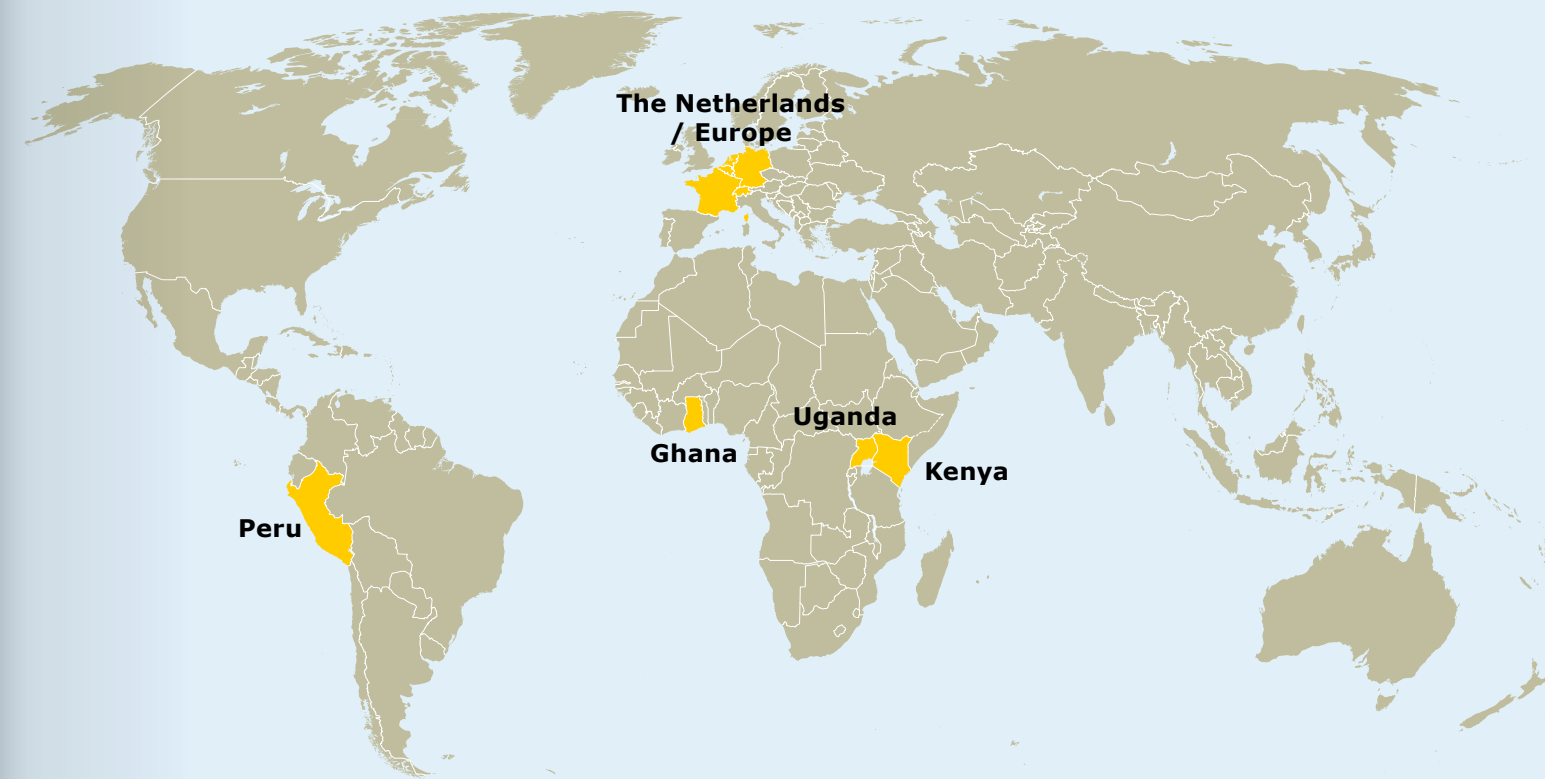 The Netherlands
/ Europe
Uganda
Ghana
Kenya
Peru